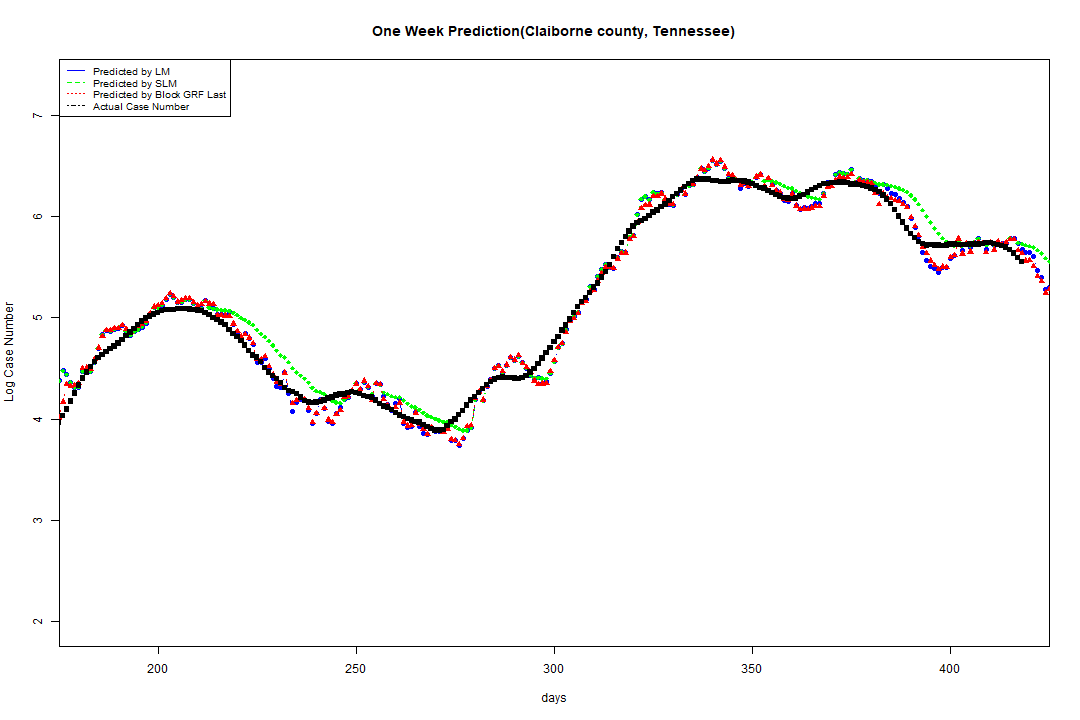 One Week Prediction(Claiborne county, Tennessee)
Predicted by LM
Predicted by SLM
Predicted by Block GRF Last
Actual Case Number
7
6
5
4
3
2
Log Case Number
200 250 300 350 400
days